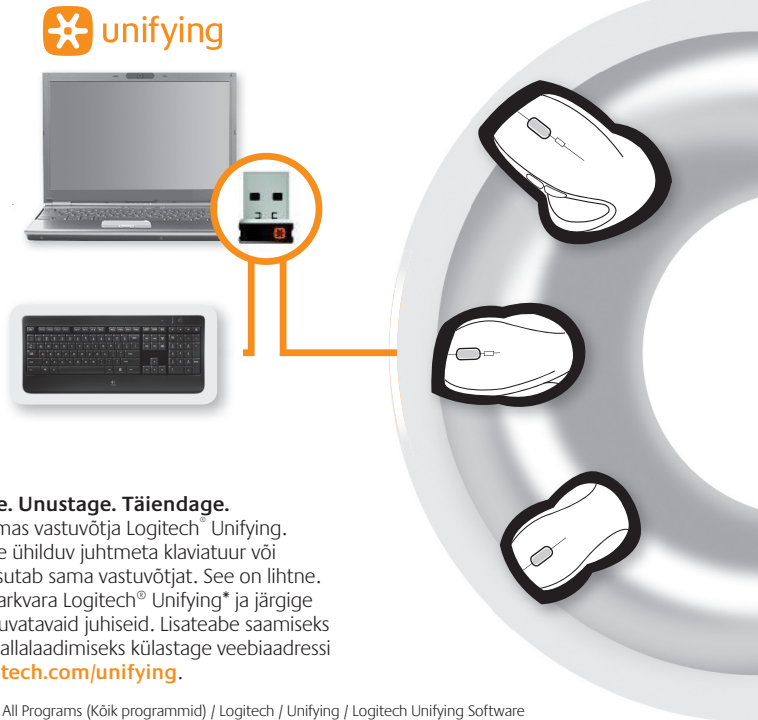 unifying
e. Unustage. Täiendage.
mas vastuvõtja Logitech® Unifying.
e ühilduv juhtmeta klaviatuur või
sutab sama vastuvõtjat. See on lihtne.
arkvara Logitech® Unifying* ja järgige
uvatavaid juhiseid. Lisateabe saamiseks
allalaadimiseks külastage veebiaadressi
tech.com/unifying.
All Programs (Kõik programmid) / Logitech / Unifying / Logitech Unifying Software